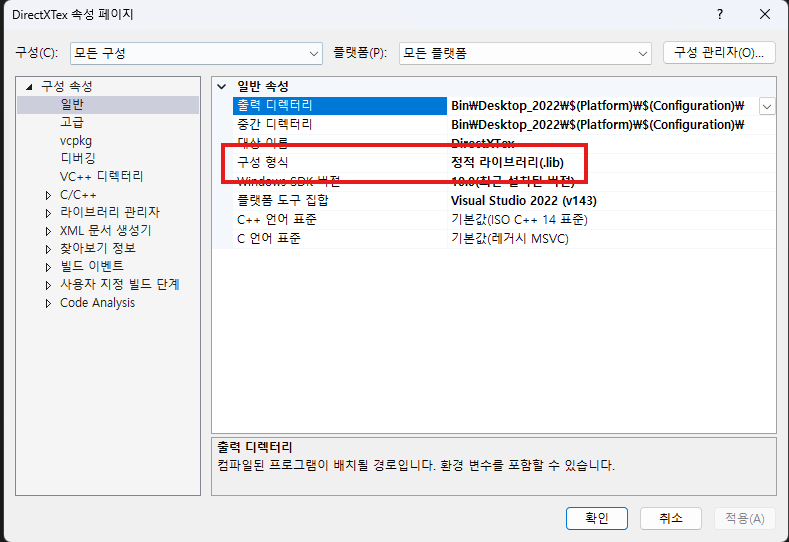 DirectXTex 속성 페이지
구성(C): 모든 구성 플랫폼(P): 모든 플랫폼 구성 관리자(O)...
구성 속성
일반
고급
vcpkg
디버깅
VC++ 디렉터리
C/C++
라이브러리 관리자
XML 문서 생성기
찾아보기 정보
빌드 이벤트
사용자 지정 빌드 단계
Code Analysis
일반 속성
출력 디렉터리 Bin₩Desktop_2022₩$(Platform)₩$(Configuration)₩
중간 디렉터리 Bin₩Desktop_2022₩$(Platform)₩$(Configuration)₩
대상 이름 DirectXTex
구성 형식 정적 라이브러리(.lib)
Windows SDK 버전 10.0(최근 설치된 버전)
플랫폼 도구 집합 Visual Studio 2022 (v143)
C++ 언어 표준 기본값(ISO C++ 14 표준)
C 언어 표준 기본값(레거시 MSVC)
출력 디렉터리
컴파일된 프로그램이 배치될 경로입니다. 환경 변수를 포함할 수 있습니다.
확인 취소 적용(A)